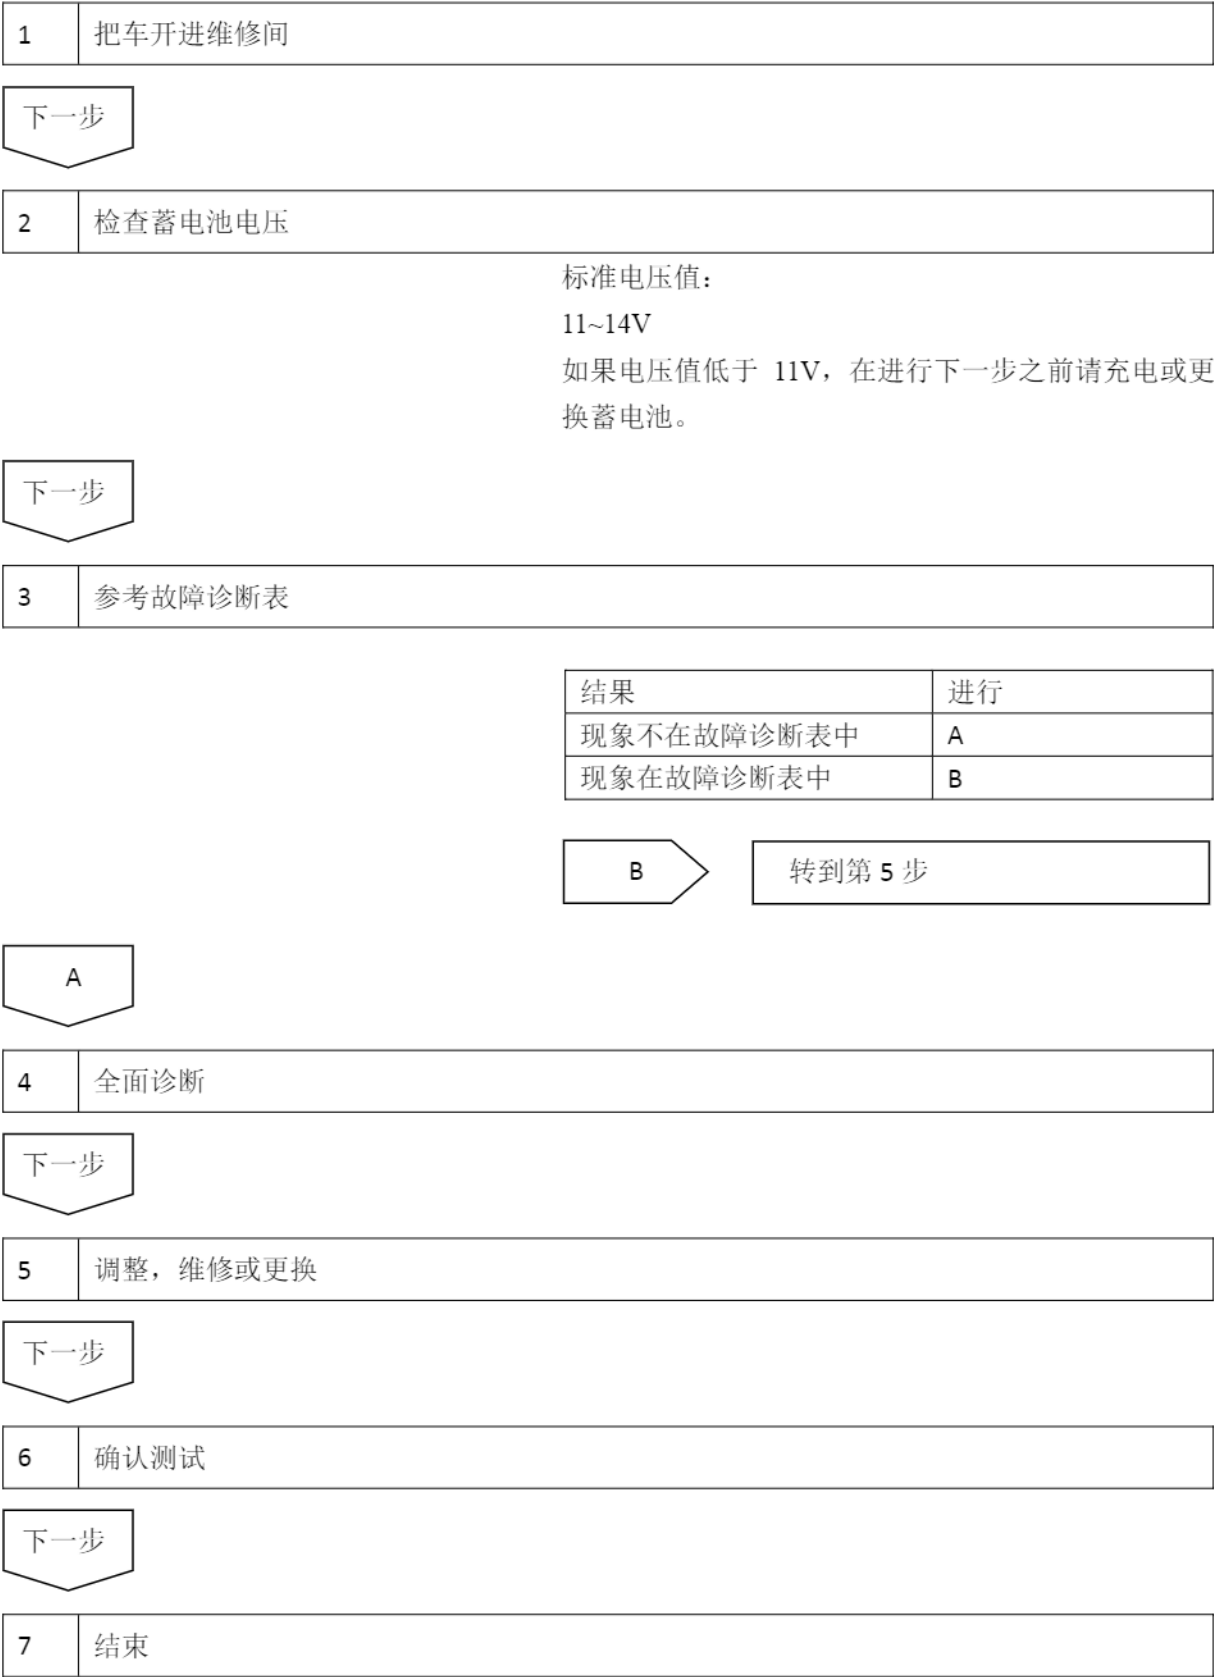 1 把车开进维修间
下一步
2 检查蓄电池电压
标准电压值：
11~14V
如果电压值低于 11V，在进行下一步之前请充电或更
换蓄电池。
下一步
3 参考故障诊断表
结果 进行
现象不在故障诊断表中 A
现象在故障诊断表中 B
B 转到第 5 步
A
4 全面诊断
下一步
5 调整，维修或更换
下一步
6 确认测试
下一步
7 结束